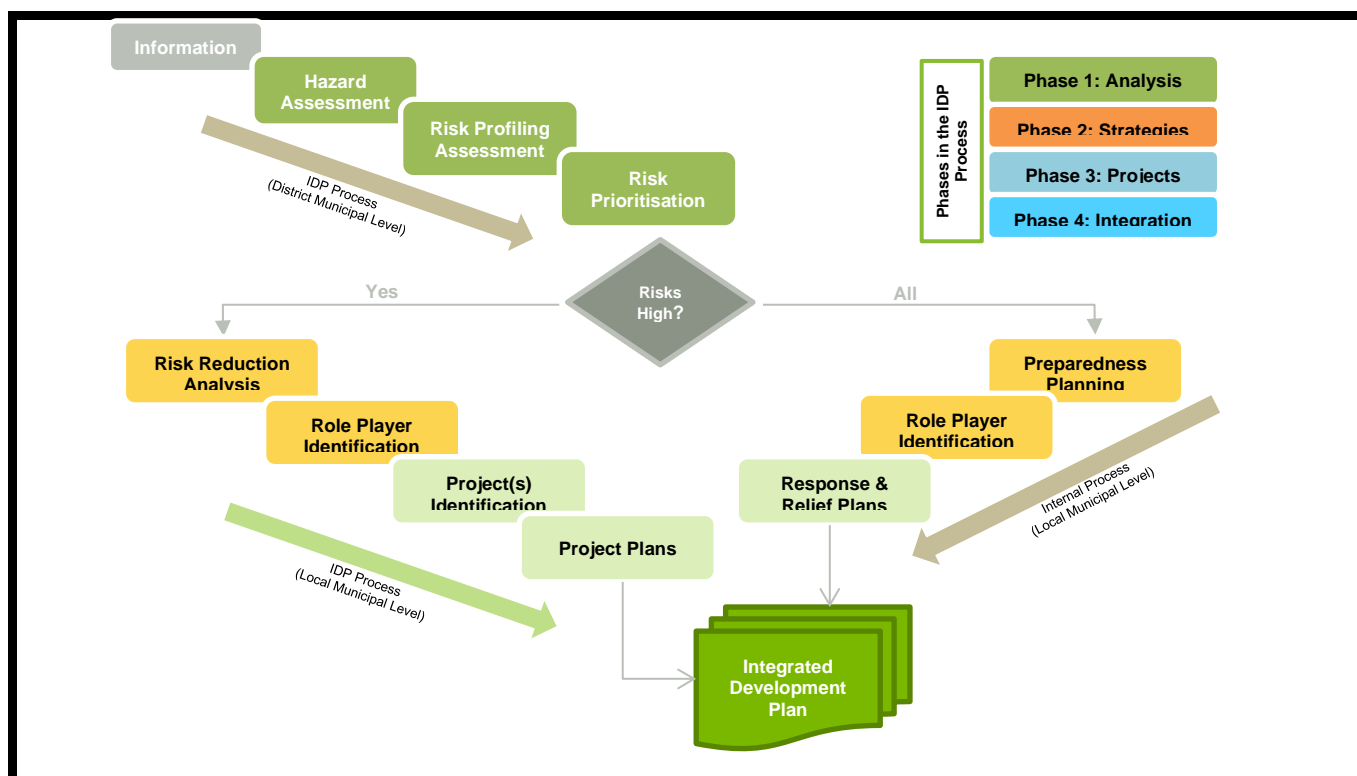 Information
Hazard
Assessment
Risk Profiling
Assessment
Risk
Prioritisation
IDP Process
(District Municipal Level)
Phases in the IDP
Process
Phase 1: Analysis
Phase 2: Strategies
Phase 3: Projects
Phase 4: Integration
Yes
Risks
High?
All
Risk Reduction
Analysis
Role Player
Identification
Project(s)
Identification
Project Plans
IDP Process
(Local Municipal Level)
Preparedness
Planning
Role Player
Identification
Response &
Relief Plans
Internal Process
(Local Municipal Level)
Integrated
Development
Plan